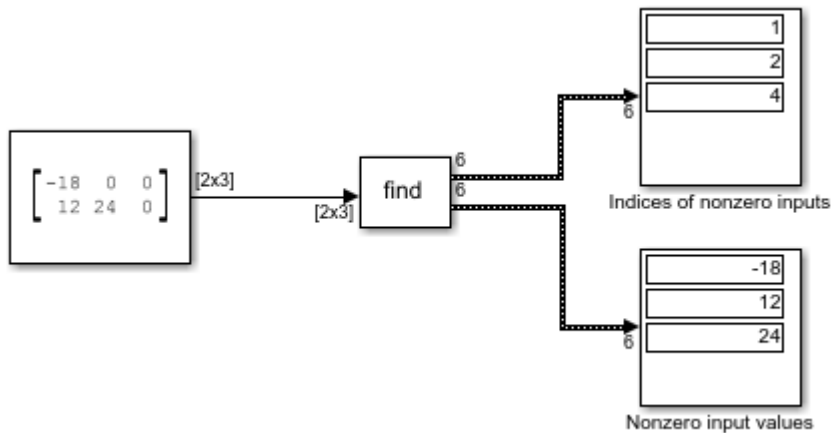 -18 0 0
12 24 0
[2x3]
[2x3]
find
6
6
6
1
2
4
Indices of nonzero inputs
6
-18
12
24
Nonzero input values